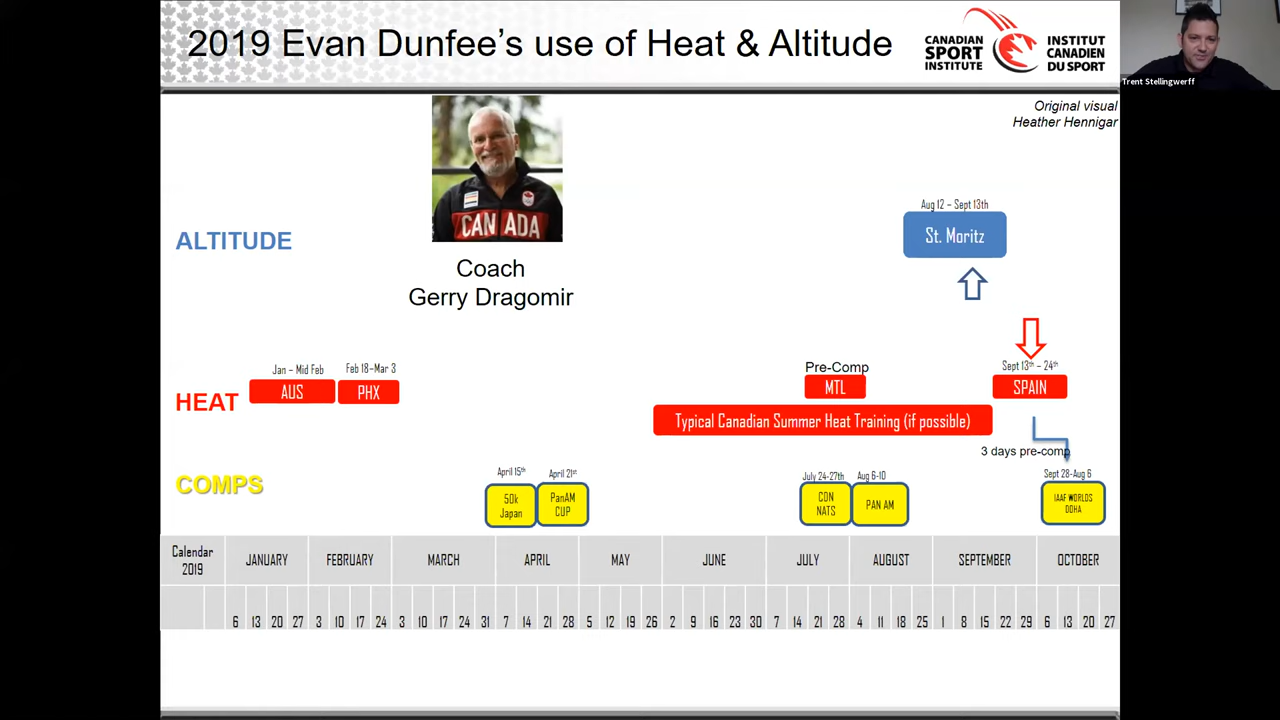 2019 Evan Dunfee's use of Heat & Altitude
CANADIAN
SPORT
INSTITUTE
INSTITUT
CANADIEN
DU SPORT
Trent Stellingwerff
Original visual
Heather Hennigar
CANADA
Coach
Gerry Dragomir
ALTITUDE
Aug 12 – Sept 13th
St. Moritz
HEAT
Jan – Mid Feb
AUS
Feb 18–Mar 3
PHX
Pre-Comp
MTL
Typical Canadian Summer Heat Training (if possible)
Sept 13th – 24th
SPAIN
3 days pre-comp
COMPS
April 15th
50k
Japan
April 21st
PanAM
CUP
July 24-27th
CDN
NATS
Aug 6-10
PAN AM
Sept 28-Aug 6
IAAF WORLDS
DOHA
Calendar
2019
JANUARY FEBRUARY MARCH APRIL MAY JUNE JULY AUGUST SEPTEMBER OCTOBER
6 13 20 27 3 10 17 24 3 10 17 24 31 7 14 21 28 5 12 19 26 2 9 16 23 30 7 14 21 28 4 11 18 25 1 8 15 22 29 6 13 20 27